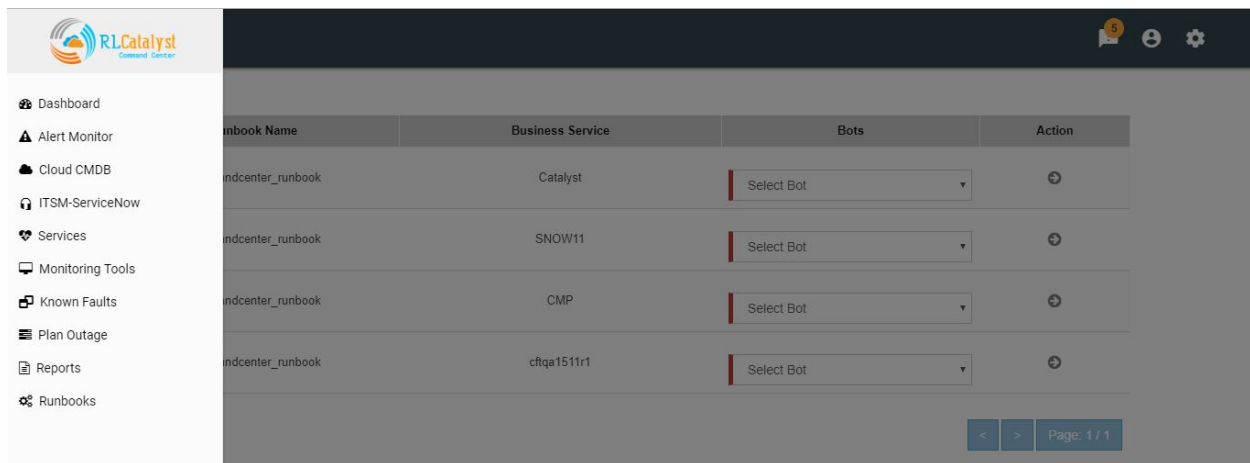 RLCatalyst
Command Center
5
Dashboard
Alert Monitor
Cloud CMDB
ITSM-ServiceNow
Services
Monitoring Tools
Known Faults
Plan Outage
Reports
Runbooks
unbook Name Business Service Bots Action
ndcenter_runbook Catalyst Select Bot
ndcenter_runbook SNOW11 Select Bot
ndcenter_runbook CMP Select Bot
ndcenter_runbook cftqa1511r1 Select Bot
< > Page: 1 / 1